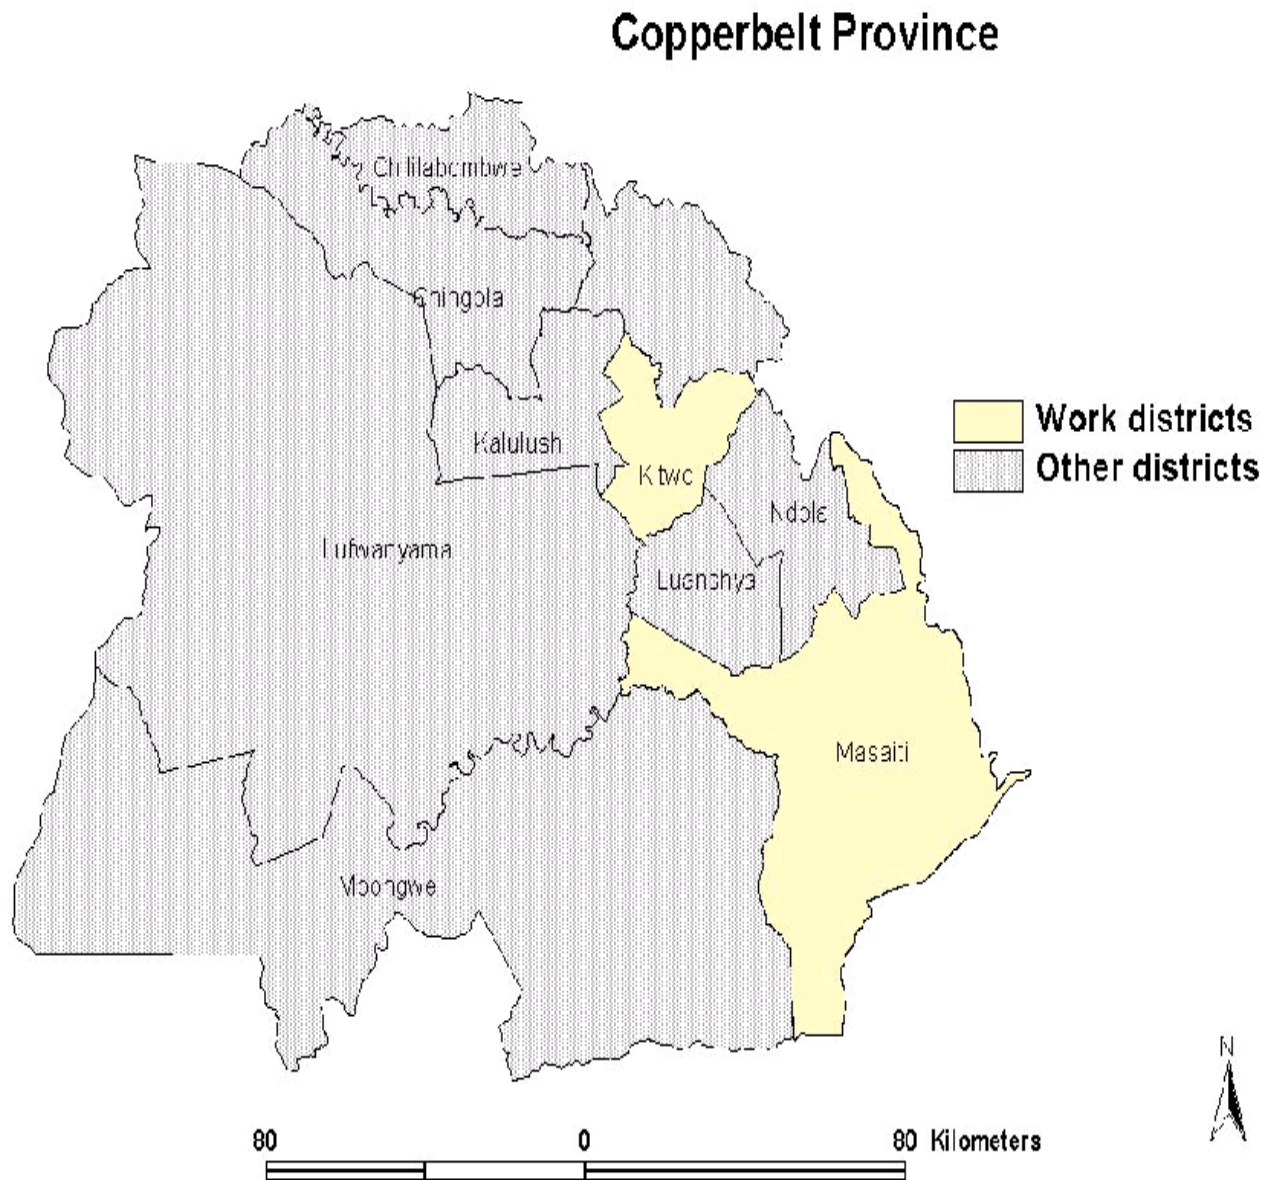 Copperbelt Province
Chililabombwe
Chingola
Kalulush
Kitwe
Ndola
Lufwanyama
Luanshya
Masaiti
Mpongwe
Work districts
Other districts
N
80 0 80 Kilometers